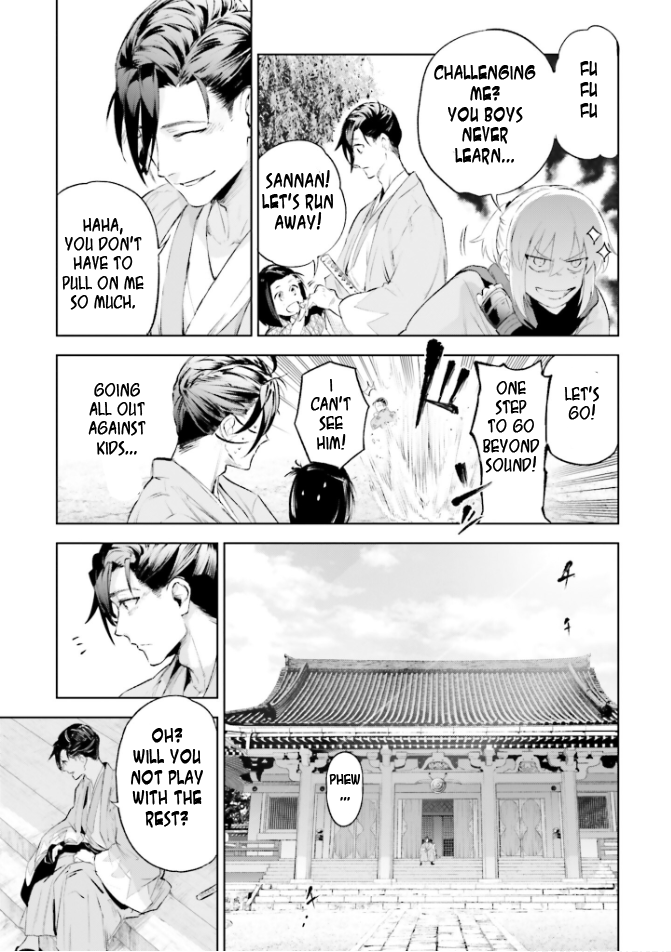 FU
FU
FU
CHALLENGING
ME?
YOU BOYS
NEVER
LEARN...
SANNAN!
LET'S RUN
AWAY!
HAHA,
YOU DON'T
HAVE TO
PULL ON ME
SO MUCH.
LET'S
GO!
ONE
STEP
TO GO
BEYOND
SOUND!
I
CAN'T
SEE
HIM!
GOING
ALL OUT
AGAINST
KIDS...
PHEW
...
OH?
WILL YOU
NOT PLAY
WITH THE
REST?